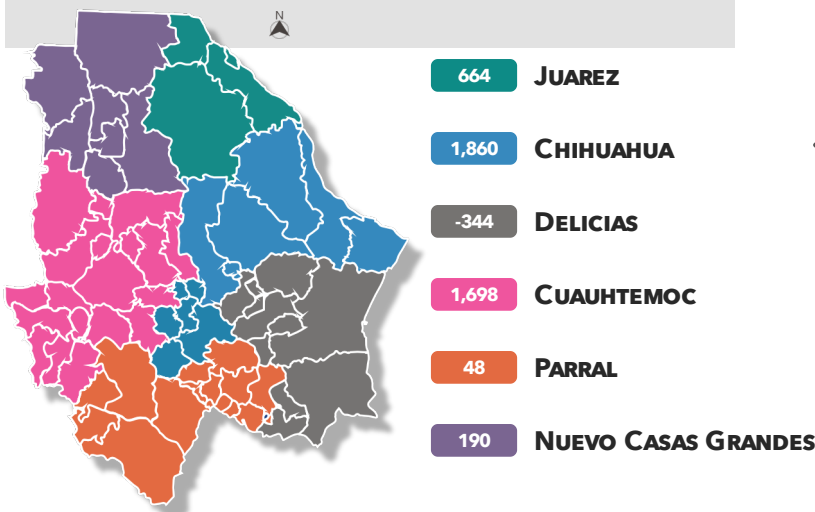 N
664 JUAREZ
1,860 CHIHUAHUA
-344 DELICIAS
1,698 CUAUHTEMOC
48 PARRAL
190 NUEVO CASAS GRANDES